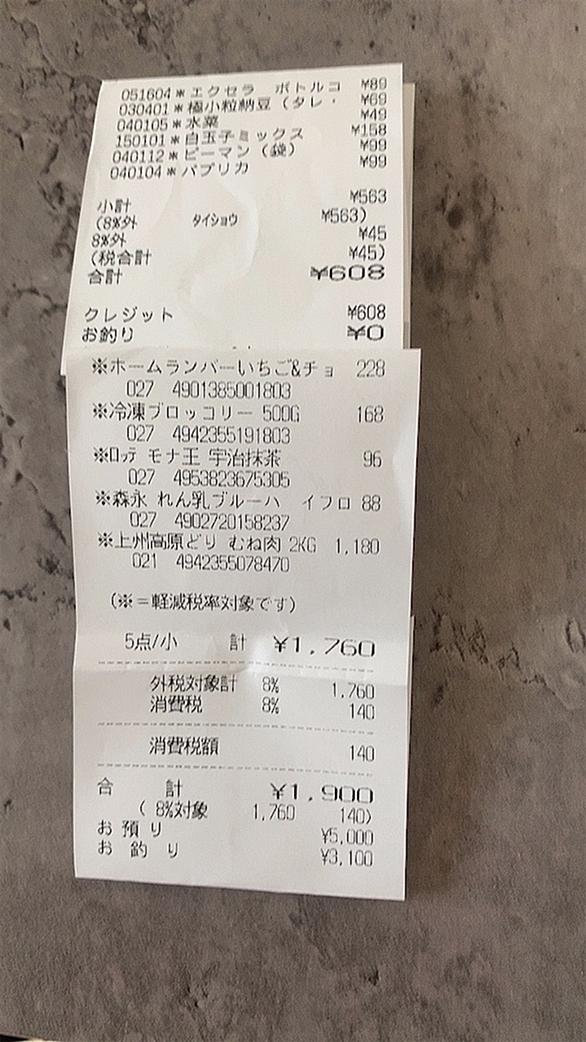 051604*エクセラ ボトルコ ¥89
030401*極小粒納豆(タレ・ ¥69
040105*水菜 ¥49
150101*白玉子ミックス ¥158
040112*ピーマン(袋) ¥99
040104*パプリカ ¥99
小計 ¥563
(8%外 タイショウ ¥563)
8%外 ¥45
(税合計 ¥45)
合計 ¥608
クレジット ¥608
お釣り ¥0
※ホームランバーいちご&チョ 228
027 4901385001803
※冷凍ブロッコリー 500G 168
027 4942355191803
※ロッテ モナ王 宇治抹茶 96
027 4953823675305
※森永 れん乳ブルーハ イフロ 88
027 4902720158237
※上州高原どり むね肉 2KG 1,180
021 4942355078470
(※=軽減税率対象です)
5点/小 計 ¥1,760
外税対象計 8% 1,760
消費税 8% 140
消費税額 140
合 計 ¥1,900
( 8%対象 1,760 140)
お預り ¥5,000
お釣り ¥3,100